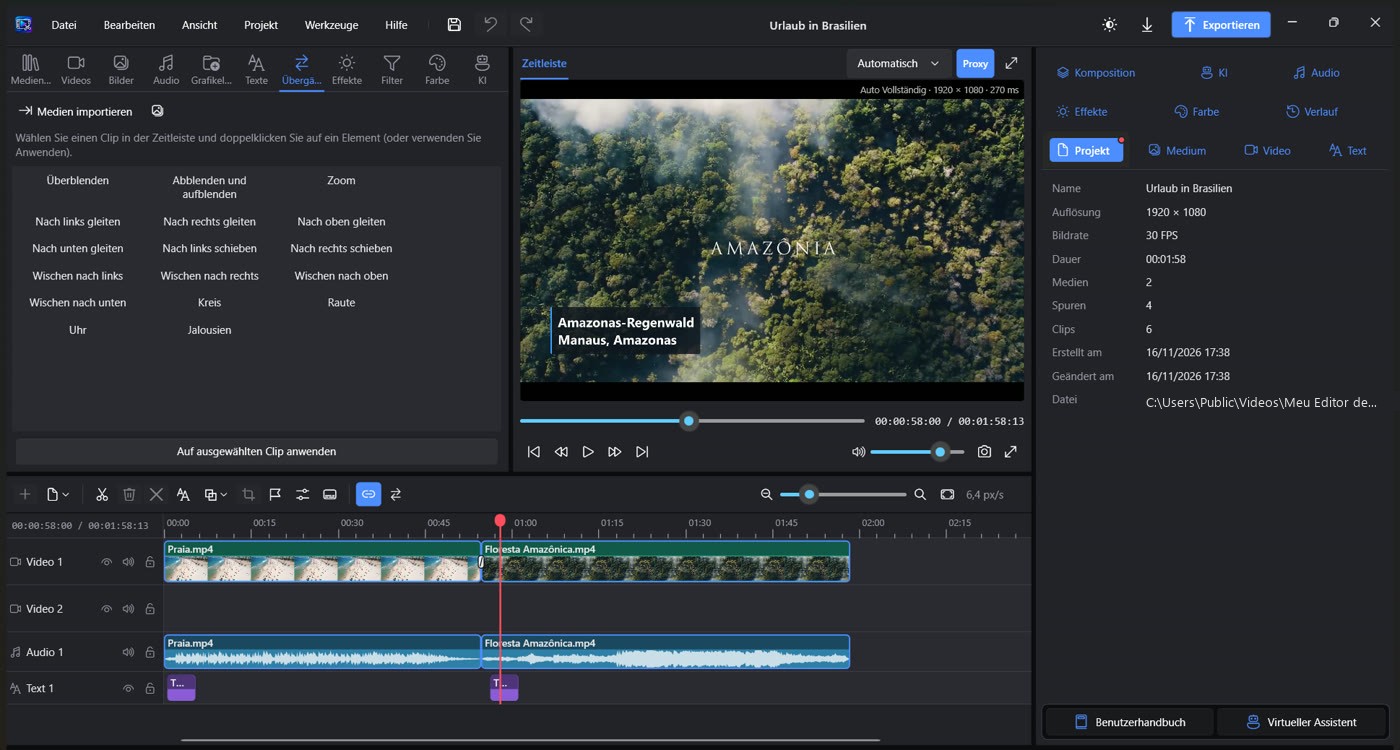 Datei Bearbeiten Ansicht Projekt Werkzeuge Hilfe
Urlaub in Brasilien
Exportieren
Medien... Videos Bilder Audio Grafikel... Texte Übergä... Effekte Filter Farbe KI
Medien importieren
Wählen Sie einen Clip in der Zeitleiste und doppelklicken Sie auf ein Element (oder verwenden Sie
Anwenden).
Überblenden Abblenden und Zoom
aufblenden
Nach links gleiten Nach rechts gleiten Nach oben gleiten
Nach unten gleiten Nach links schieben Nach rechts schieben
Wischen nach links Wischen nach rechts Wischen nach oben
Wischen nach unten Kreis Raute
Uhr Jalousien
Auf ausgewählten Clip anwenden
Zeitleiste Automatisch Proxy
Auto Vollständig · 1920 × 1080 · 270 ms
AMAZÔNIA
Amazonas-Regenwald
Manaus, Amazonas
00:00:58:00 / 00:01:58:13
Komposition KI Audio
Effekte Farbe Verlauf
Projekt Medium Video Text
Name Urlaub in Brasilien
Auflösung 1920 × 1080
Bildrate 30 FPS
Dauer 00:01:58
Medien 2
Spuren 4
Clips 6
Erstellt am 16/11/2026 17:38
Geändert am 16/11/2026 17:38
Datei C:\Users\Public\Videos\Meu Editor de...
6,4 px/s
00:00:58:00 / 00:01:58:13
00:00 00:15 00:30 00:45 01:00 01:15 01:30 01:45 02:00 02:15
Video 1
Praia.mp4 Floresta Amazônica.mp4
Video 2
Audio 1
Praia.mp4 Floresta Amazônica.mp4
Text 1
T... T...
Benutzerhandbuch Virtueller Assistent